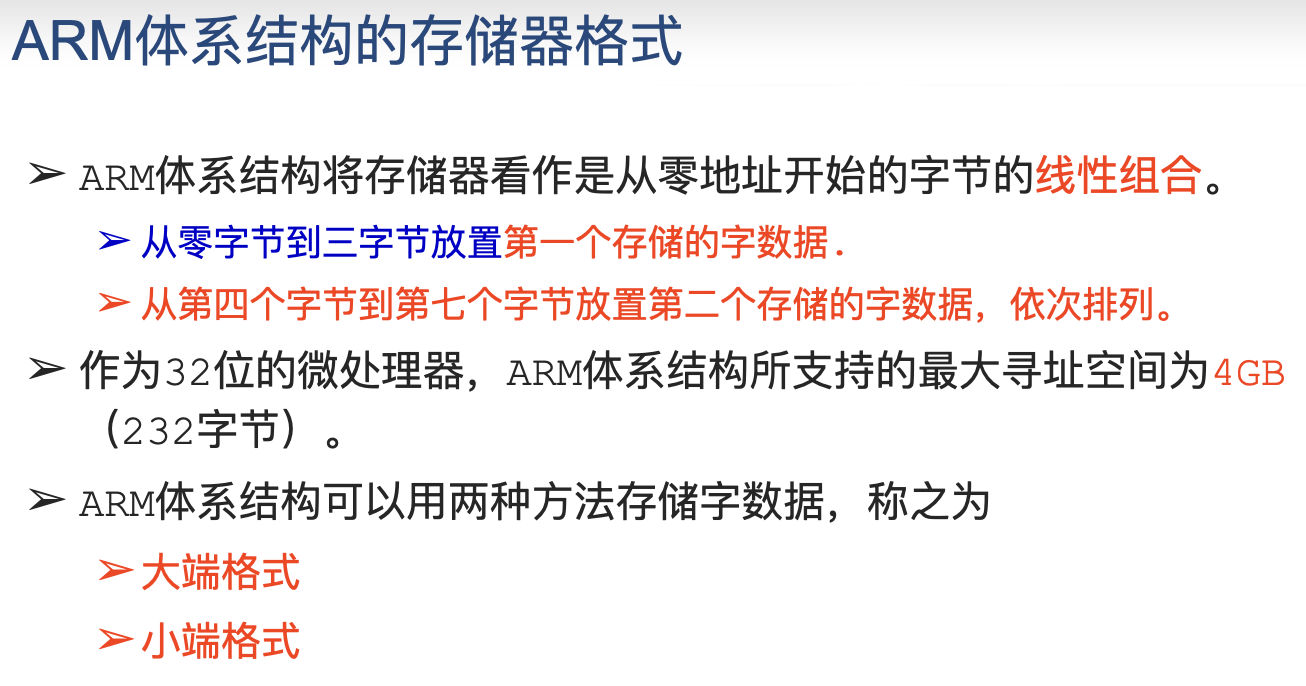 ARM体系结构的存储器格式
➢ ARM体系结构将存储器看作是从零地址开始的字节的线性组合。
➢ 从零字节到三字节放置第一个存储的字数据.
➢ 从第四个字节到第七个字节放置第二个存储的字数据，依次排列。
➢ 作为32位的微处理器，ARM体系结构所支持的最大寻址空间为4GB
（232字节）。
➢ ARM体系结构可以用两种方法存储字数据，称之为
➢ 大端格式
➢ 小端格式